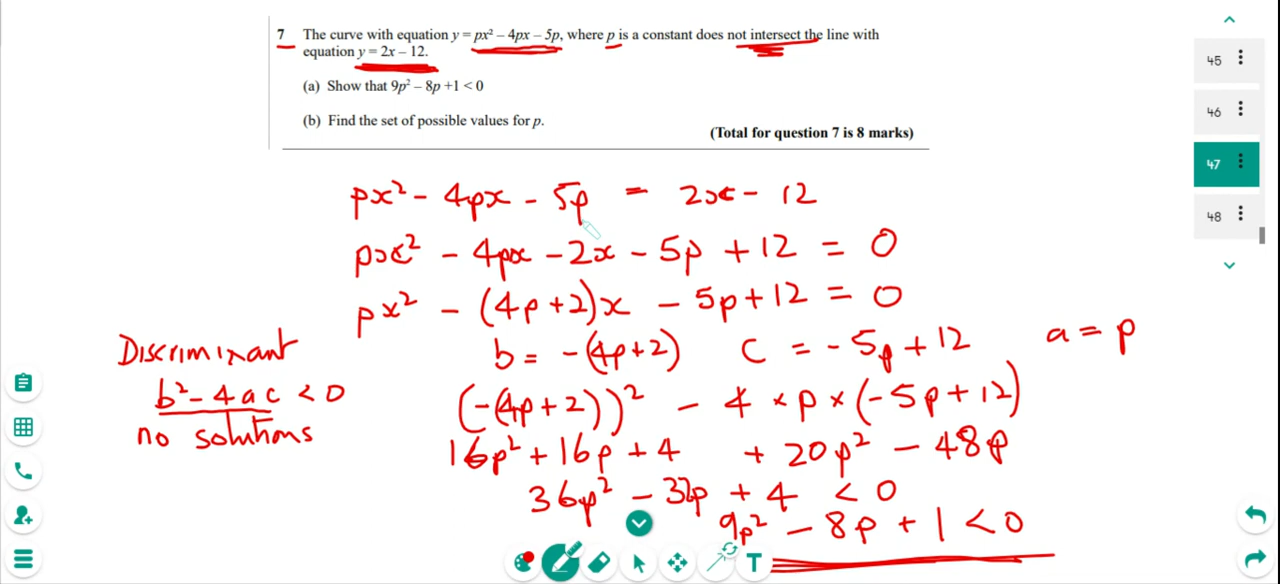 7 The curve with equation y = px² – 4px – 5p, where p is a constant does not intersect the line with
equation y = 2x – 12.
(a) Show that 9p² – 8p +1 < 0
(b) Find the set of possible values for p.
(Total for question 7 is 8 marks)
45
46
47
48
px² - 4px - 5p = 2x - 12
px² - 4px - 2x - 5p + 12 = 0
px² - (4p+2)x - 5p+12 = 0
b = -(4p+2) c = -5p + 12 a = p
Discriminant
b² - 4ac < 0
no solutions
(-(4p+2))² - 4 × p × (-5p+12)
16p² + 16p + 4 + 20p² - 48p
36p² - 32p + 4 < 0
9p² - 8p + 1 < 0
T